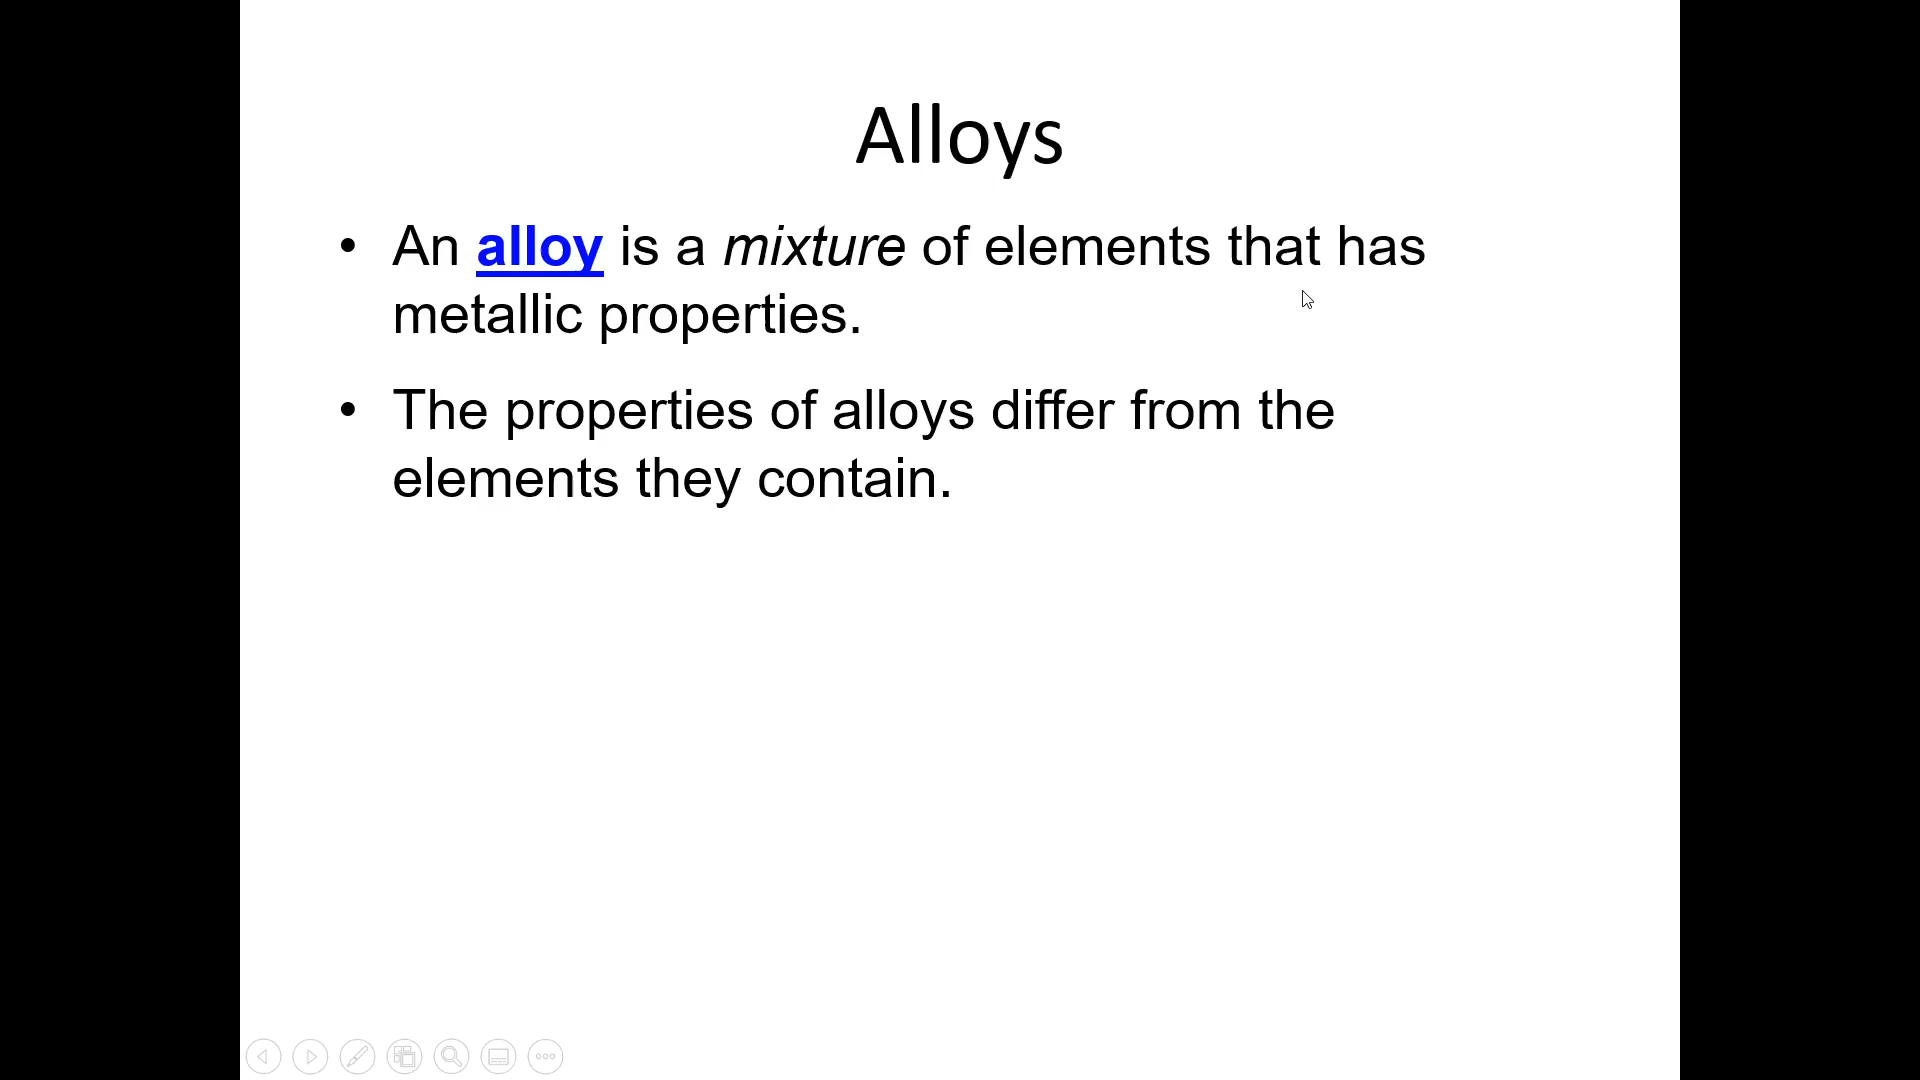 Alloys
• An alloy is a mixture of elements that has
metallic properties.
• The properties of alloys differ from the
elements they contain.